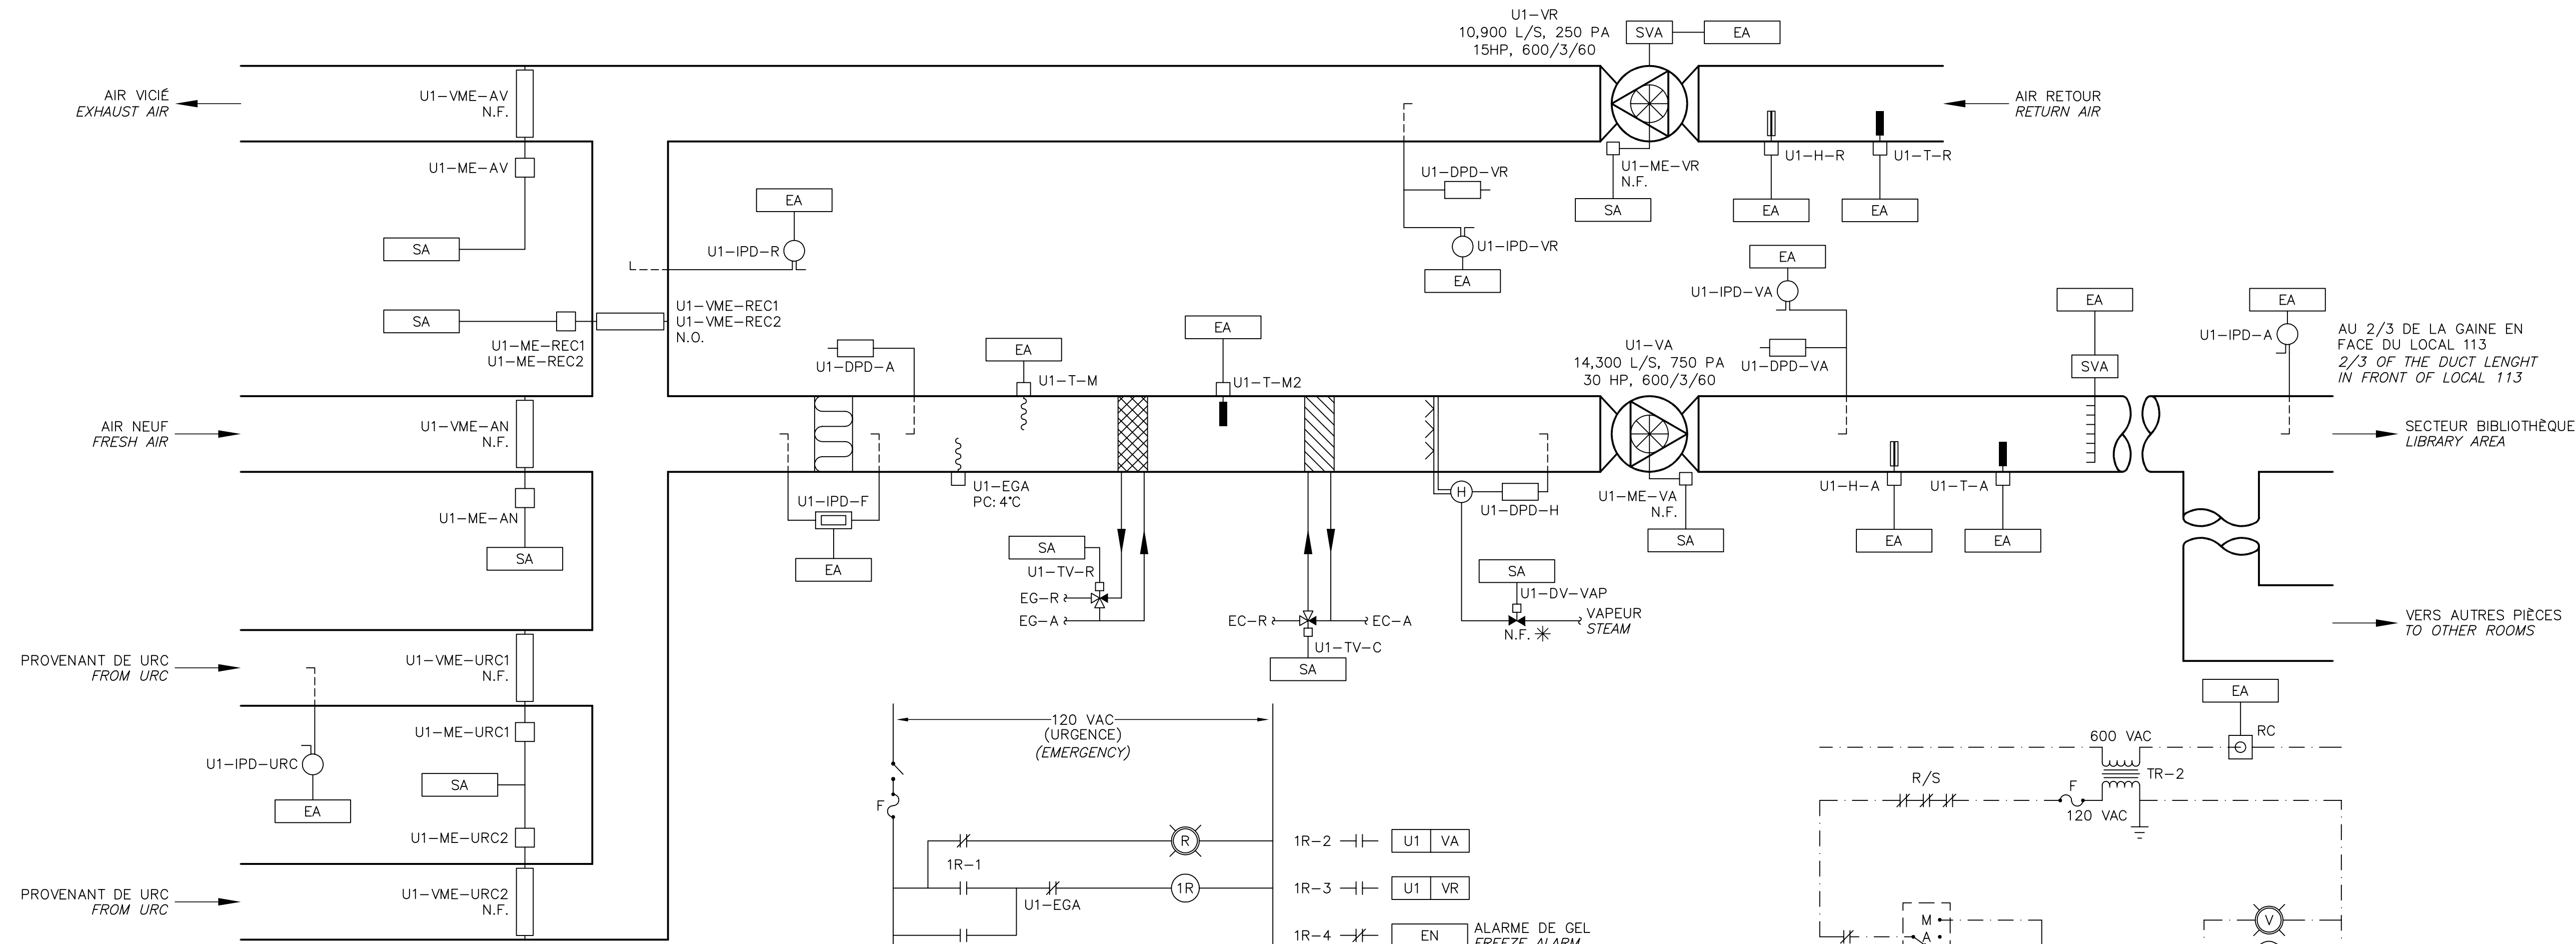 U1-VR
10,900 L/S, 250 PA
15HP, 600/3/60
SVA
EA
AIR VICIÉ
EXHAUST AIR
U1-VME-AV
N.F.
AIR RETOUR
RETURN AIR
U1-ME-AV
SA
U1-ME-VR
N.F.
SA
U1-H-R
EA
U1-T-R
EA
U1-DPD-VR
U1-IPD-VR
EA
EA
U1-IPD-R
SA
U1-ME-REC1
U1-ME-REC2
U1-VME-REC1
U1-VME-REC2
N.O.
U1-DPD-A
EA
U1-T-M
EA
U1-T-M2
U1-VA
14,300 L/S, 750 PA
30 HP, 600/3/60
EA
U1-IPD-VA
U1-DPD-VA
EA
SVA
EA
U1-IPD-A
AU 2/3 DE LA GAINE EN
FACE DU LOCAL 113
2/3 OF THE DUCT LENGHT
IN FRONT OF LOCAL 113
AIR NEUF
FRESH AIR
U1-VME-AN
N.F.
SECTEUR BIBLIOTHÈQUE
LIBRARY AREA
U1-ME-AN
SA
U1-IPD-F
EA
U1-EGA
PC: 4°C
SA
U1-TV-R
EG-R
EG-A
EC-R
EC-A
U1-TV-C
SA
H
U1-DPD-H
SA
U1-DV-VAP
N.F.
VAPEUR
STEAM
U1-ME-VA
N.F.
SA
U1-H-A
EA
U1-T-A
EA
VERS AUTRES PIÈCES
TO OTHER ROOMS
PROVENANT DE URC
FROM URC
U1-VME-URC1
N.F.
U1-ME-URC1
U1-IPD-URC
EA
SA
U1-ME-URC2
PROVENANT DE URC
FROM URC
U1-VME-URC2
N.F.
120 VAC
(URGENCE)
(EMERGENCY)
F
1R-1
R
U1-EGA
1R
1R-2
U1 VA
1R-3
U1 VR
1R-4
EN
ALARME DE GEL
FREEZE ALARM
EA
600 VAC
RC
TR-2
R/S
F
120 VAC
M
A
V